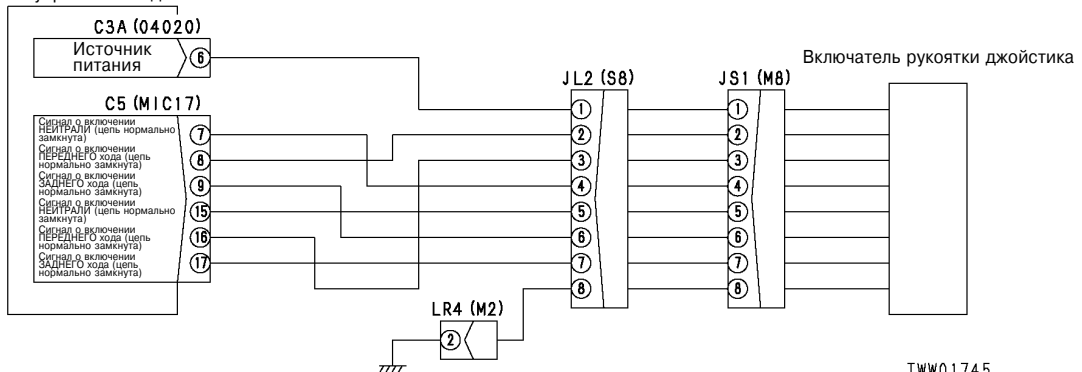 C3A (04020)
Источник
питания
6
C5 (MIC17)
Сигнал о включении
НЕЙТРАЛИ (цепь нормально
замкнута)
Сигнал о включении
ПЕРЕДНЕГО хода (цепь
нормально замкнута)
Сигнал о включении
ЗАДНЕГО хода (цепь
нормально замкнута)
Сигнал о включении
НЕЙТРАЛИ (цепь нормально
замкнута)
Сигнал о включении
ПЕРЕДНЕГО хода (цепь
нормально замкнута)
Сигнал о включении
ЗАДНЕГО хода (цепь
нормально замкнута)
7
8
9
15
16
17
JL2 (S8)
1
2
3
4
5
6
7
8
JS1 (M8)
1
2
3
4
5
6
7
8
Включатель рукоятки джойстика
LR4 (M2)
2
TWW01745